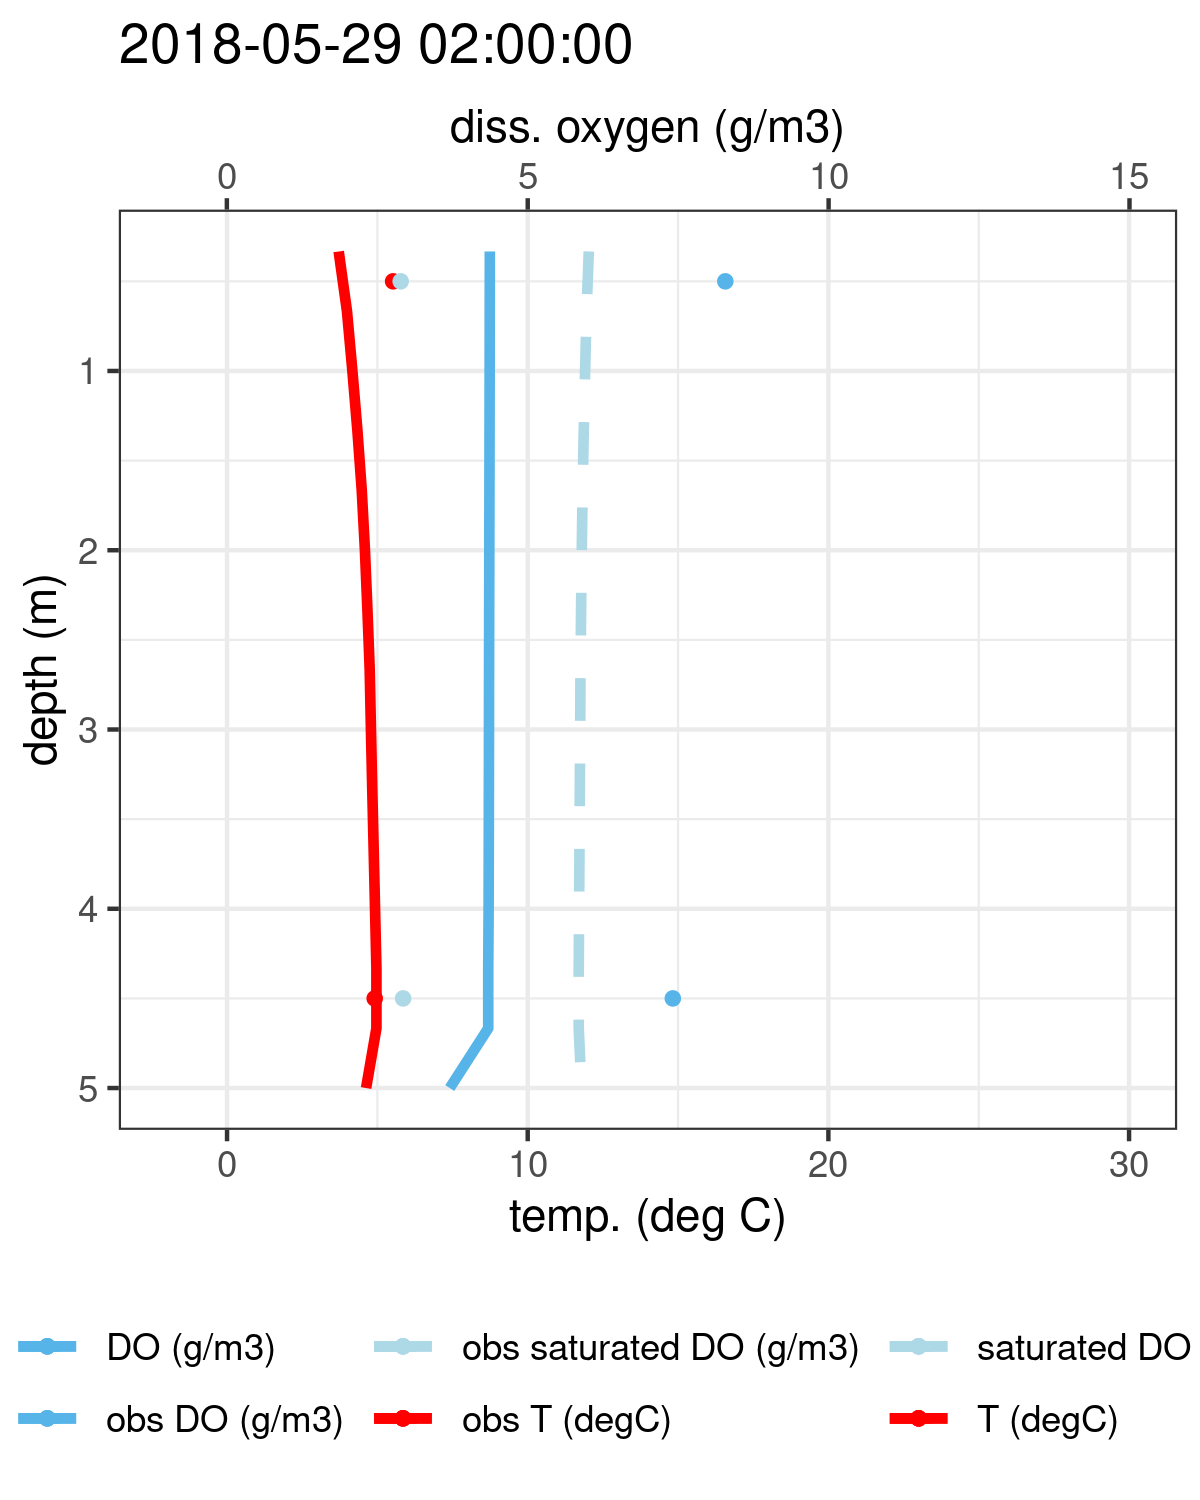 2018-05-29 02:00:00
diss. oxygen (g/m3)
0 5 10 15
depth (m)
1
2
3
4
5
0 10 20 30
temp. (deg C)
DO (g/m3) obs saturated DO (g/m3) saturated DO
obs DO (g/m3) obs T (degC) T (degC)